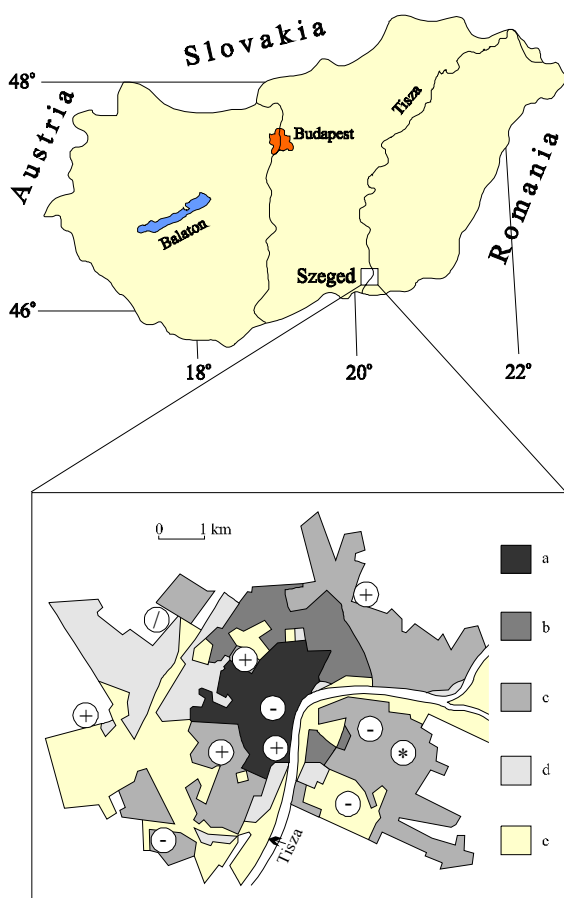 Slovakia
48°
Austria
Tisza
Budapest
Romania
Balaton
Szeged
46°
18°
20°
22°
0 1 km
a
+
b
/
+
+
c
-
-
+
+
*
d
-
-
Tisza
e